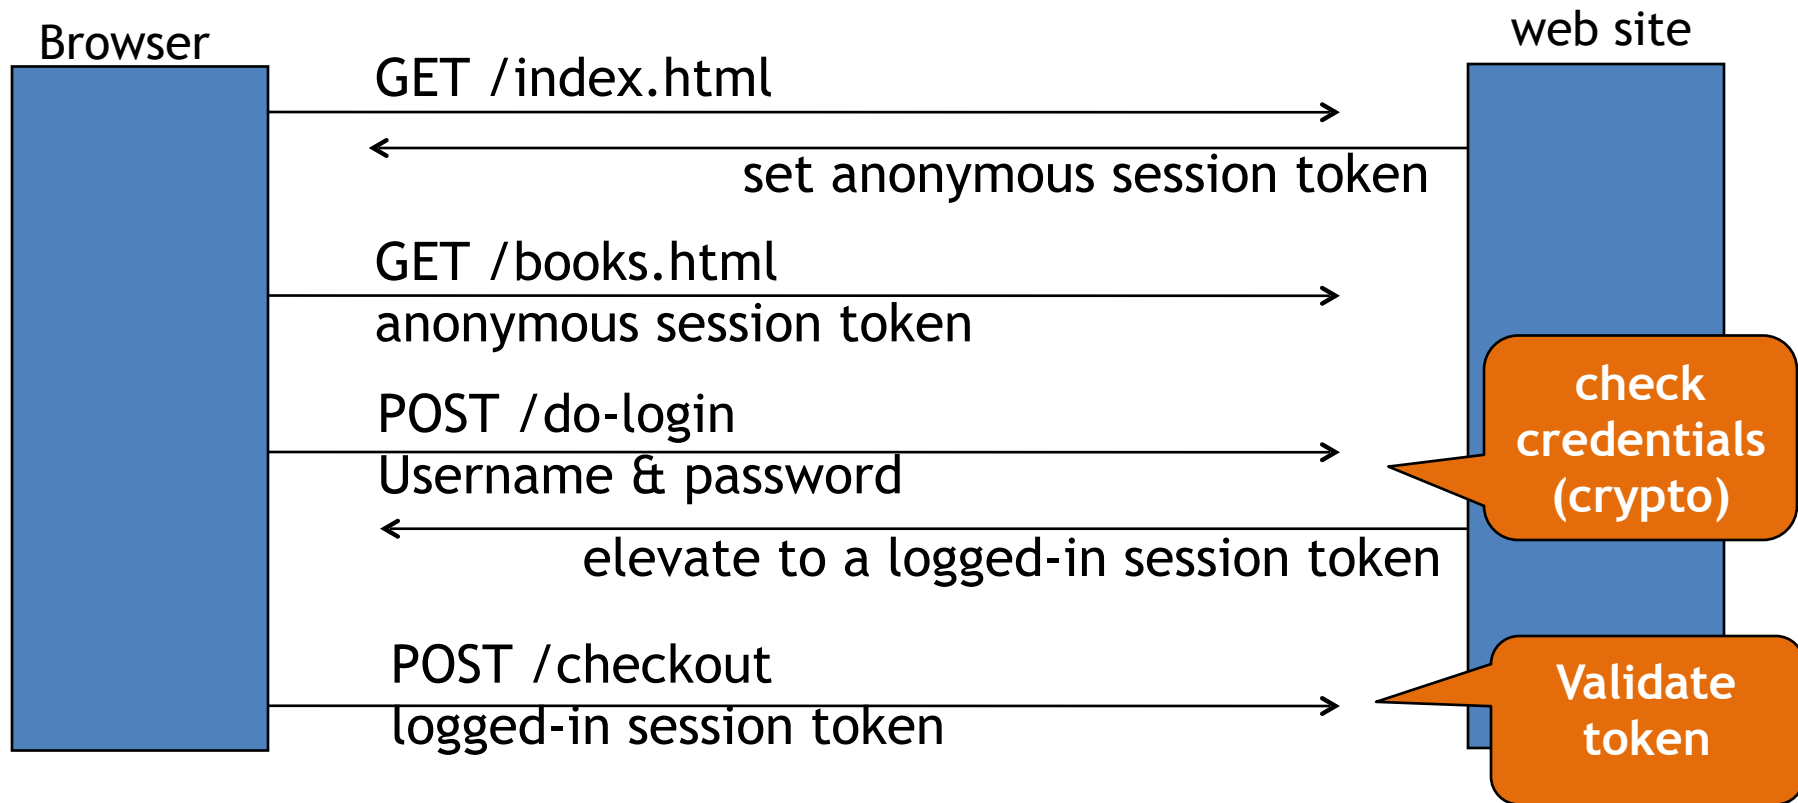 Browser
web site
GET /index.html
set anonymous session token
GET /books.html
anonymous session token
POST /do-login
Username & password
check
credentials
(crypto)
elevate to a logged-in session token
POST /checkout
logged-in session token
Validate
token